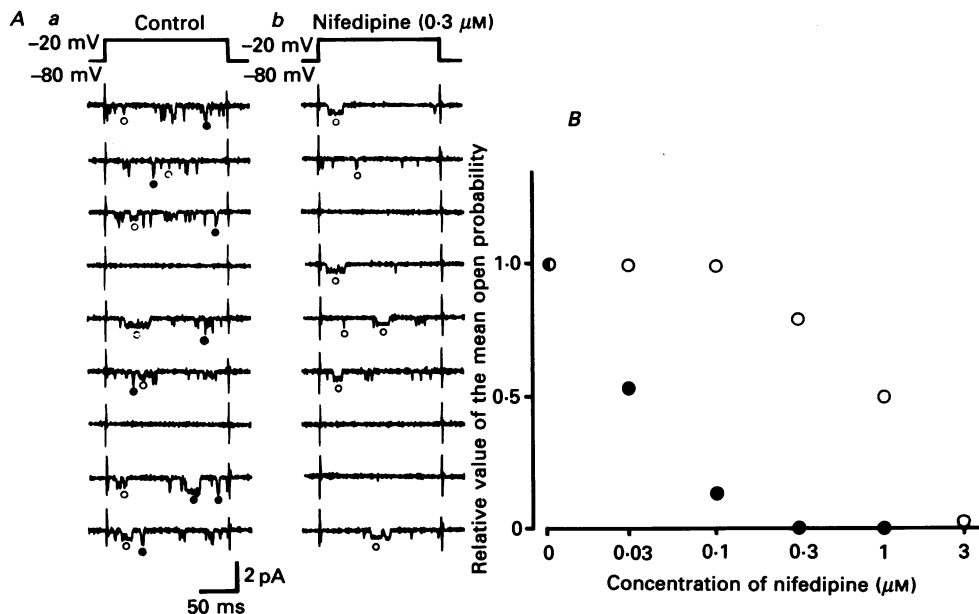 A a Control b Nifedipine (0·3 μM)
−20 mV −20 mV
−80 mV −80 mV
B
Relative value of the mean open probability
1.0
0·5
0
0 0·03 0·1 0·3 1 3
Concentration of nifedipine (μM)
2 pA
50 ms